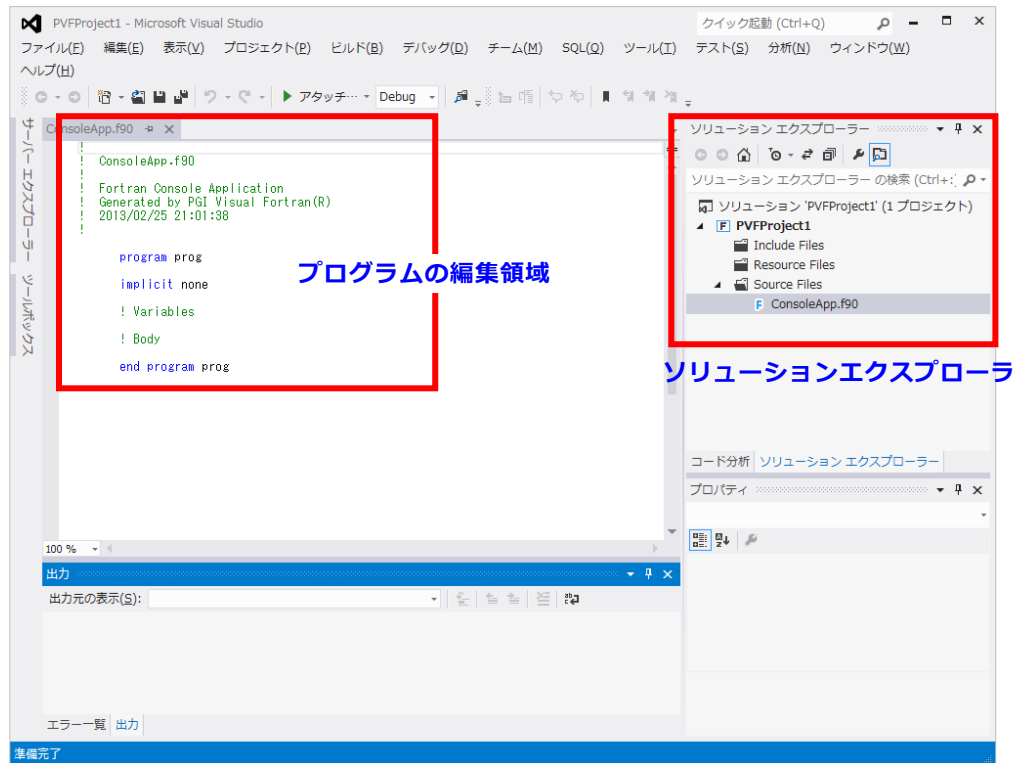 PVFProject1 - Microsoft Visual Studio
クイック起動 (Ctrl+Q)
ファイル(F) 編集(E) 表示(V) プロジェクト(P) ビルド(B) デバッグ(D) チーム(M) SQL(Q) ツール(T) テスト(S) 分析(N) ウィンドウ(W)
ヘルプ(H)
アタッチ… Debug
サーバー エクスプローラー
ツールボックス
ConsoleApp.f90
!
! ConsoleApp.f90
!
! Fortran Console Application
! Generated by PGI Visual Fortran(R)
! 2013/02/25 21:01:38
!
program prog
implicit none
! Variables
! Body
end program prog
プログラムの編集領域
100 %
ソリューション エクスプローラー
ソリューション エクスプローラー の検索 (Ctrl+:)
ソリューション 'PVFProject1' (1 プロジェクト)
PVFProject1
Include Files
Resource Files
Source Files
ConsoleApp.f90
ソリューションエクスプローラ
コード分析 ソリューション エクスプローラー
プロパティ
出力
出力元の表示(S):
エラー一覧 出力
準備完了